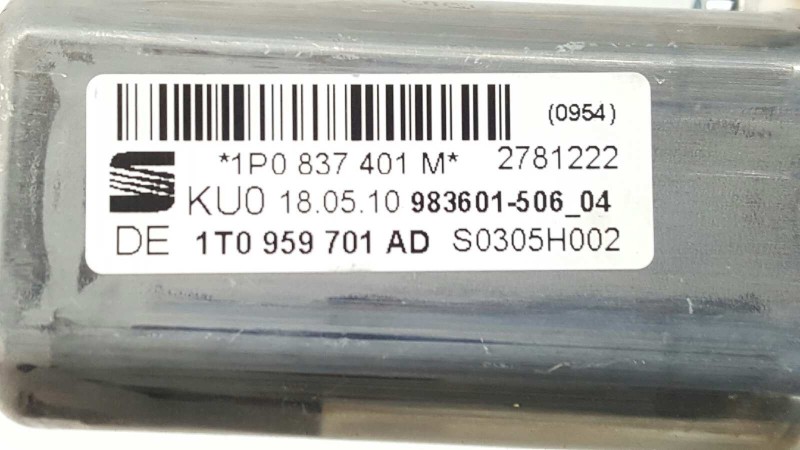 (0954)
*1P0 837 401 M* 2781222
KU0 18.05.10 983601-506_04
DE 1T0 959 701 AD S0305H002